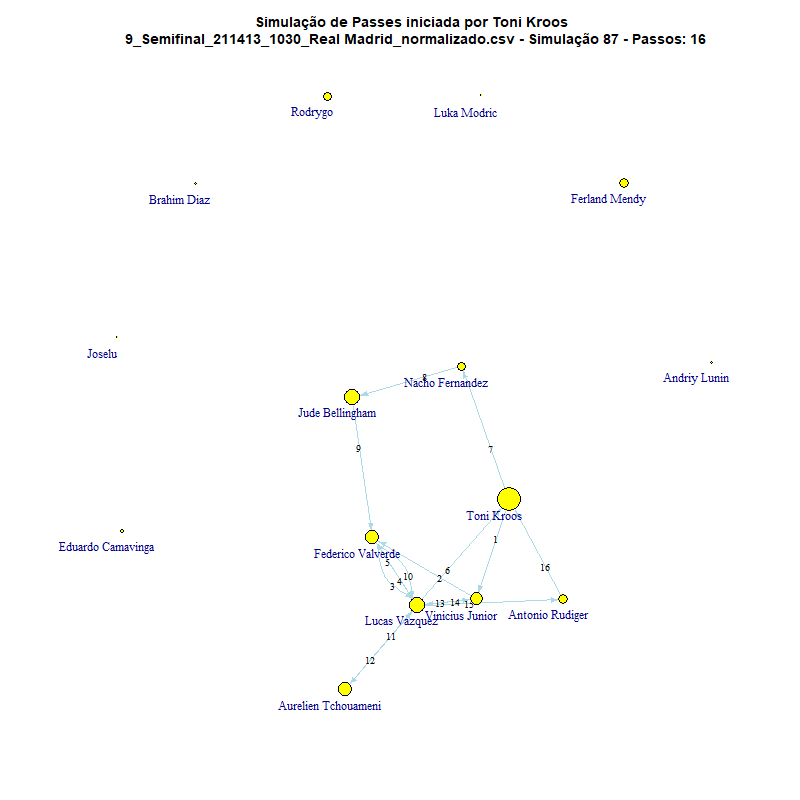 Simulação de Passes iniciada por Toni Kroos
9_Semifinal_211413_1030_Real Madrid_normalizado.csv - Simulação 87 - Passos: 16
Rodrygo
Luka Modric
Brahim Diaz
Ferland Mendy
Joselu
Andriy Lunin
8
Nacho Fernandez
Jude Bellingham
9
7
Toni Kroos
Eduardo Camavinga
1
Federico Valverde
5
6
16
10
2
4
3
13
14
15
Lucas Vazquez
Vinicius Junior
Antonio Rudiger
11
12
Aurelien Tchouameni